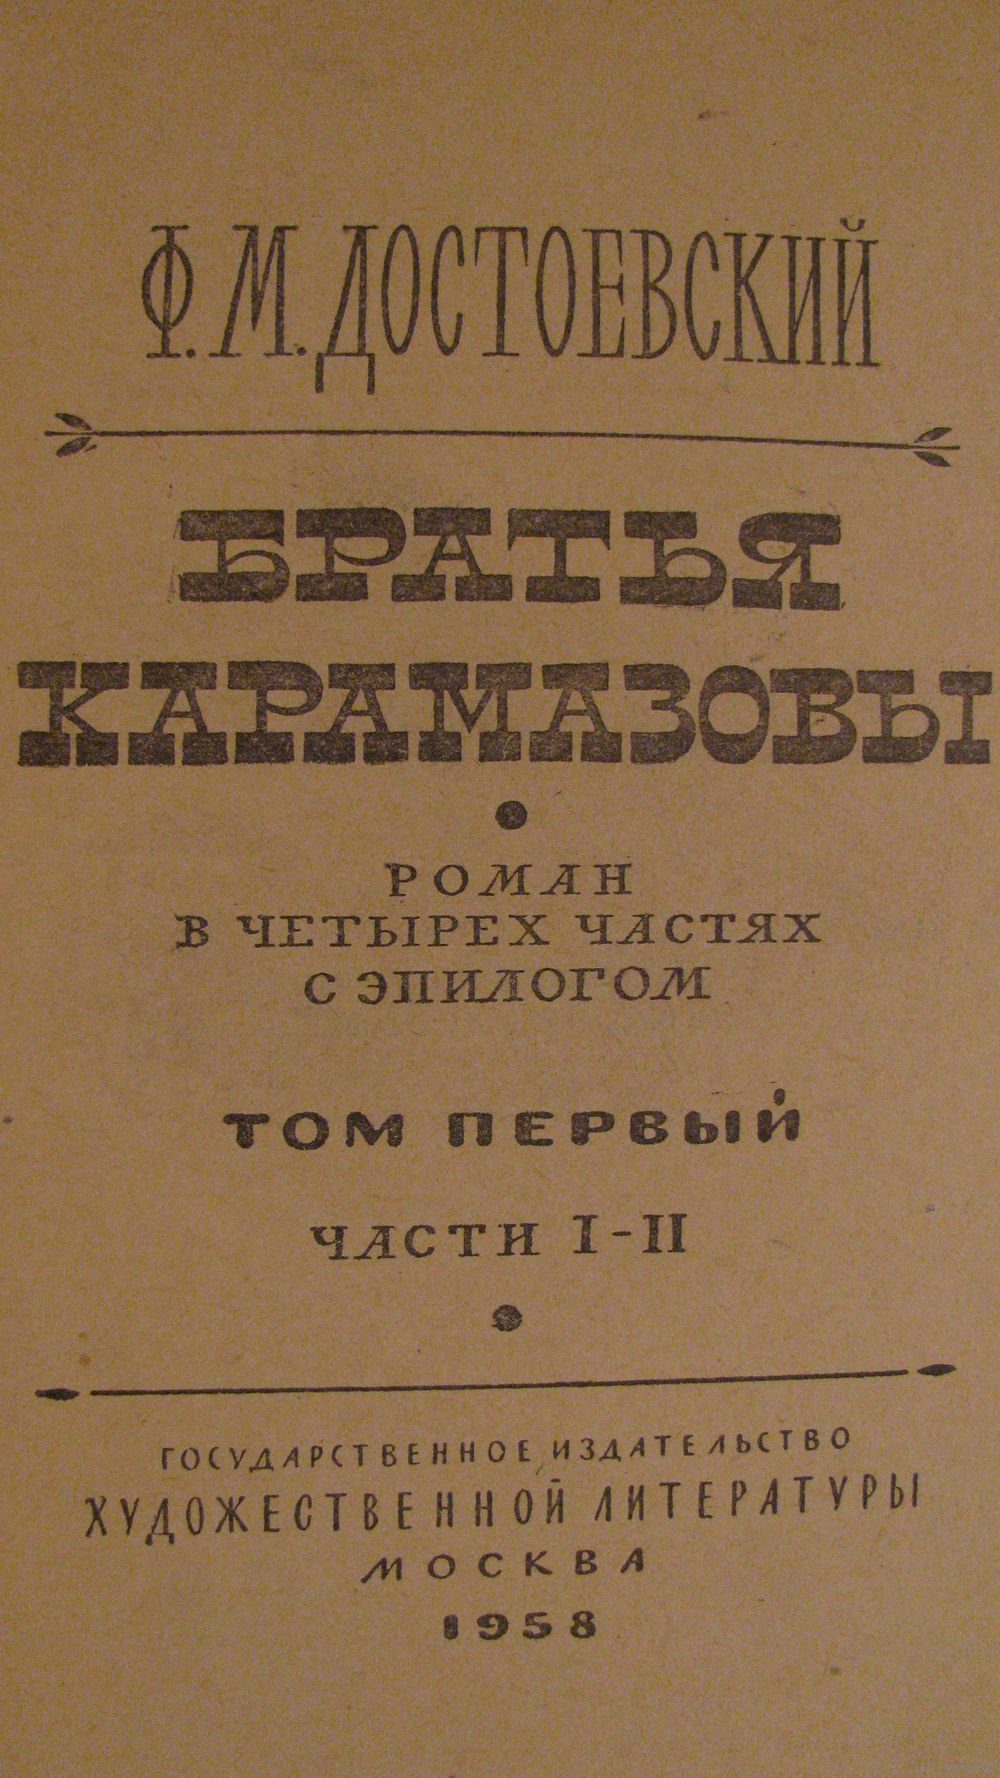 Ф. М. ДОСТОЕВСКИЙ
БРАТЬЯ
КАРАМАЗОВЫ
РОМАН
В ЧЕТЫРЕХ ЧАСТЯХ
С ЭПИЛОГОМ
ТОМ ПЕРВЫЙ
ЧАСТИ I-II
ГОСУДАРСТВЕННОЕ ИЗДАТЕЛЬСТВО
ХУДОЖЕСТВЕННОЙ ЛИТЕРАТУРЫ
МОСКВА
1958